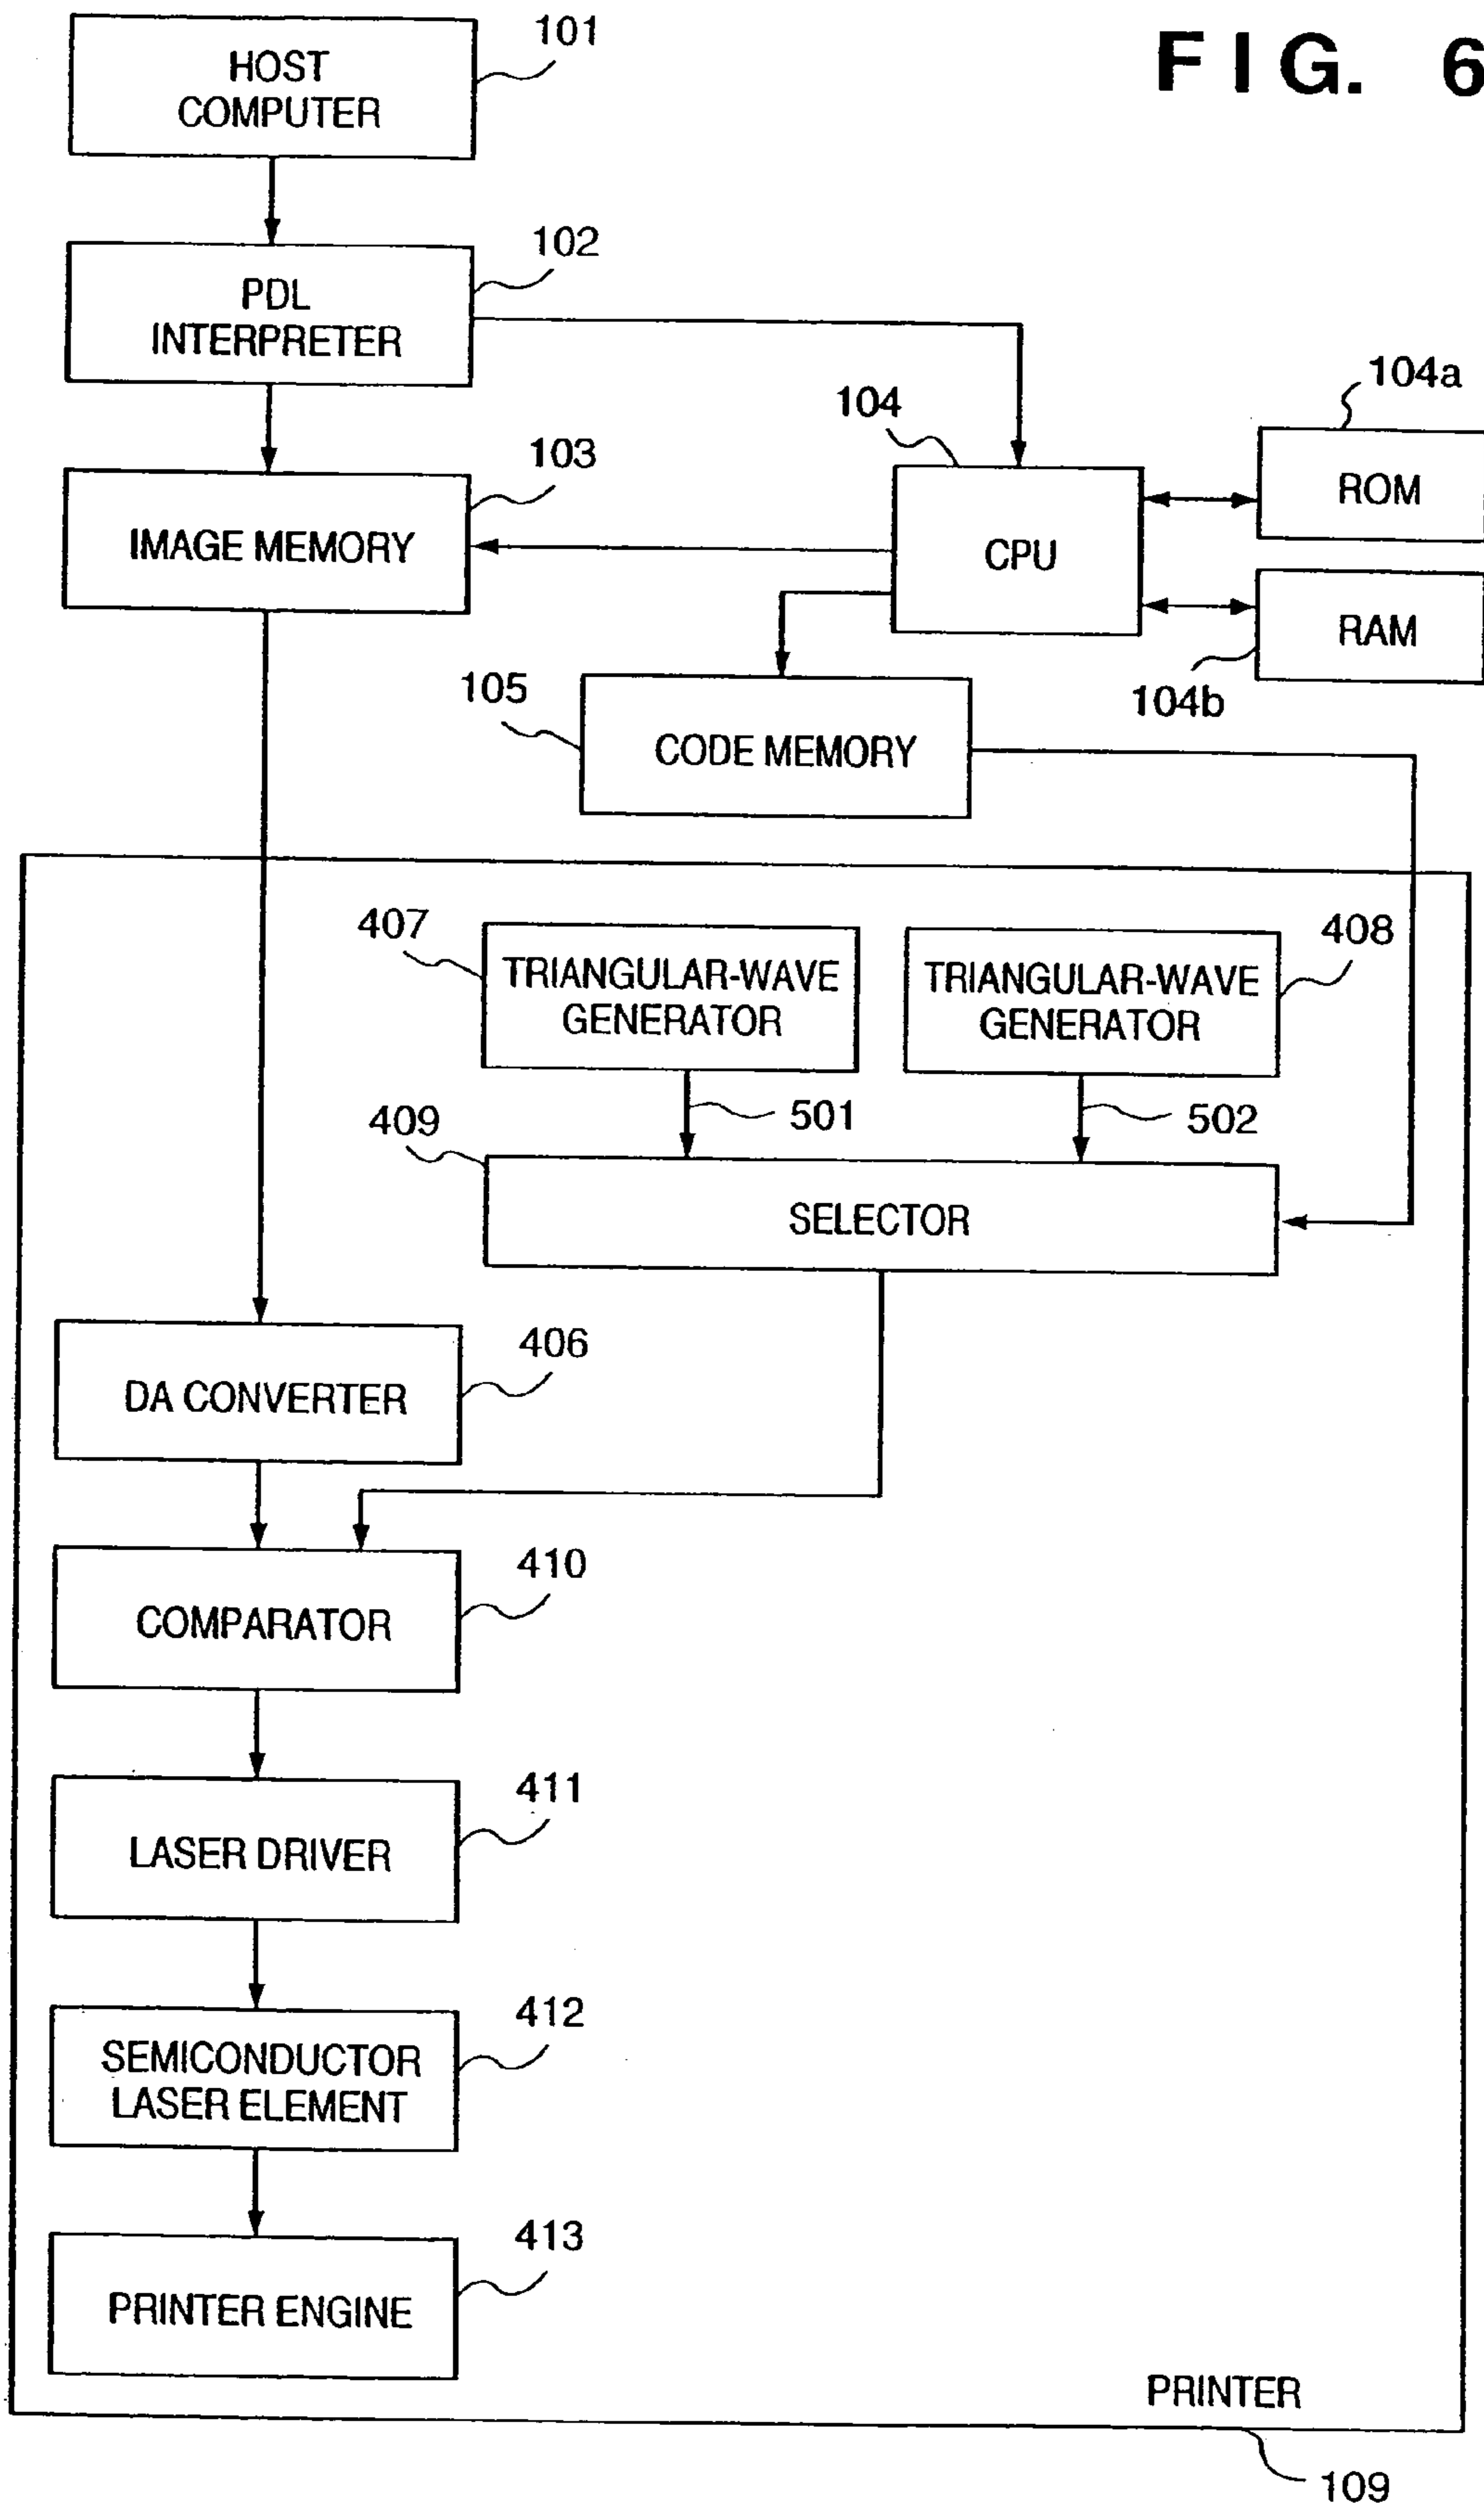 FIG. 6
101
HOST
COMPUTER
102
PDL
INTERPRETER
104a
104
103
ROM
IMAGE MEMORY
CPU
RAM
105
104b
CODE MEMORY
407
408
TRIANGULAR-WAVE
GENERATOR
TRIANGULAR-WAVE
GENERATOR
409
501
502
SELECTOR
406
DA CONVERTER
410
COMPARATOR
411
LASER DRIVER
412
SEMICONDUCTOR
LASER ELEMENT
413
PRINTER ENGINE
PRINTER
109